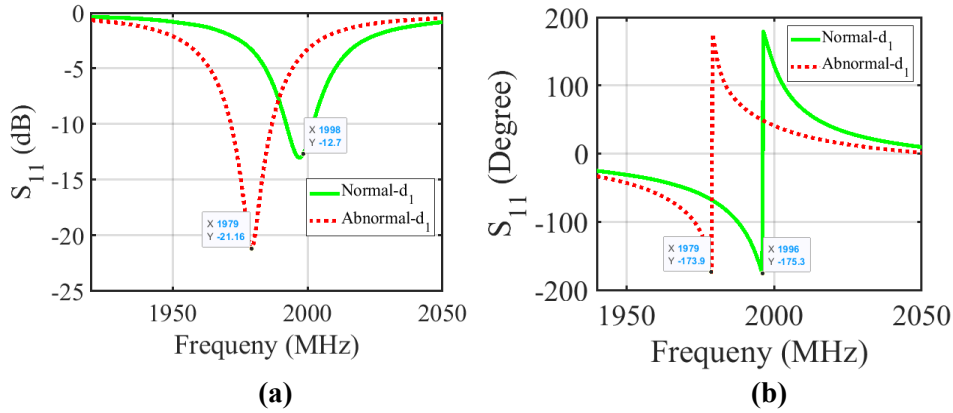 0
-5
-10
-15
-20
-25
S11 (dB)
X 1998
Y -12.7
Normal-d1
Abnormal-d1
X 1979
Y -21.16
1950
2000
2050
Frequeny (MHz)
(a)
200
100
0
-100
-200
S11 (Degree)
Normal-d1
Abnormal-d1
X 1979
Y -173.9
X 1996
Y -175.3
1950
2000
2050
Frequeny (MHz)
(b)